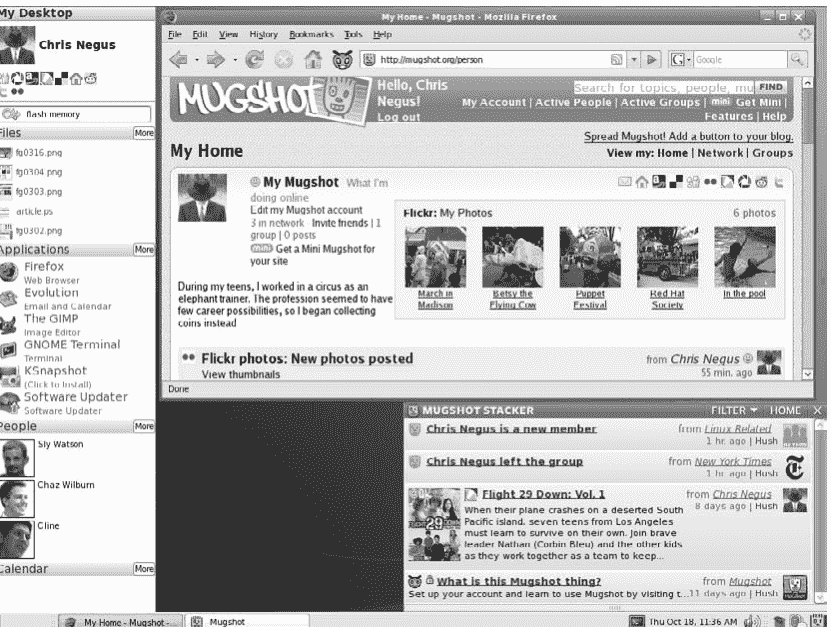 My Desktop
Chris Negus
flash memory
Files
More
fg0316.png
fg0304.png
fg0303.png
article.ps
fg0302.png
Applications
More
Firefox
Web Browser
Evolution
Email and Calendar
The GIMP
Image Editor
GNOME Terminal
Terminal
KSnapshot
(Click to Install)
Software Updater
Software Updater
People
More
Sly Watson
Chaz Wilburn
Cline
Calendar
More
My Home - Mugshot - Mozilla Firefox
File Edit View History Bookmarks Tools Help
http://mugshot.org/person
Google
MUGSHOT
Hello, Chris
Negus!
Log out
Search for topics, people, mu
FIND
My Account | Active People | Active Groups | mini Get Mini |
Features | Help
Spread Mugshot! Add a button to your blog.
My Home
View my: Home | Network | Groups
My Mugshot What I'm
doing online
Edit my Mugshot account
3 in network Invite friends | 1
group | 0 posts
mini Get a Mini Mugshot for
your site
During my teens, I worked in a circus as an
elephant trainer. The profession seemed to have
few career possibilities, so I began collecting
coins instead
Flickr: My Photos
6 photos
March in
Madison
Betsy the
Flying Cow
Puppet
Festival
Red Hat
Society
In the pool
Flickr photos: New photos posted
from Chris Negus
View thumbnails
55 min. ago
Done
MUGSHOT STACKER
FILTER
HOME
Chris Negus is a new member
from Linux Related
1 hr. ago | Hush
Chris Negus left the group
from New York Times
1 hr. ago | Hush
Flight 29 Down: Vol. 1
from Chris Negus
8 days ago | Hush
When their plane crashes on a deserted South
Pacific island, seven teens from Los Angeles
must learn to survive on their own. Join brave
leader Nathan (Corbin Bleu) and the other kids
as they work together as a team to keep...
29
What is this Mugshot thing?
from Mugshot
Set up your account and learn to use Mugshot by visiting t...
11 days ago | Hush
My Home - Mugshot -...
Mugshot
Thu Oct 18, 11:36 AM